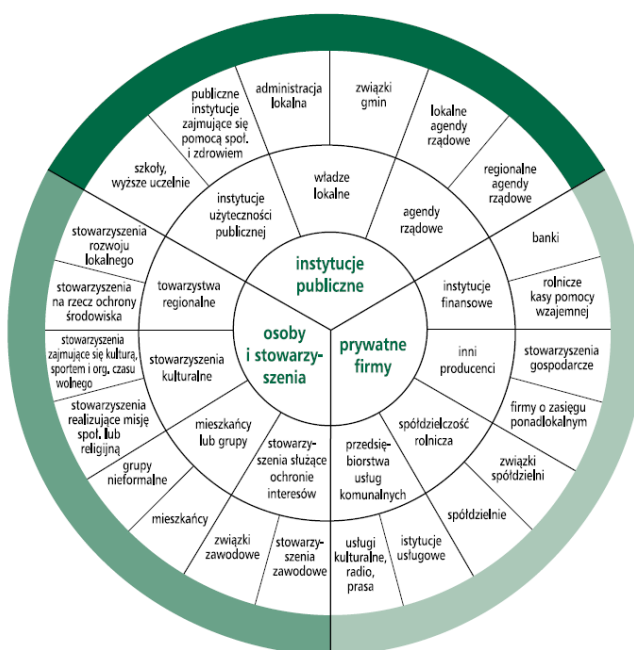 publiczne
instytucje
zajmujące się
pomocą społ.
i zdrowiem
administracja
lokalna
związki
gmin
lokalne
agendy
rządowe
regionalne
agendy
rządowe
szkoły,
wyższe uczelnie
instytucje
użyteczności
publicznej
władze
lokalne
agendy
rządowe
instytucje
publiczne
stowarzyszenia
rozwoju
lokalnego
stowarzyszenia
na rzecz ochrony
środowiska
stowarzyszenia
zajmujące się kulturą,
sportem i org. czasu
wolnego
stowarzyszenia
realizujące misję
społ. lub
religijną
grupy
nieformalne
mieszkańcy
związki
zawodowe
stowarzy-
szenia
zawodowe
towarzystwa
regionalne
stowarzyszenia
kulturalne
mieszkańcy
lub grupy
stowarzy-
szenia służące
ochronie
interesów
osoby
i stowarzy-
szenia
prywatne
firmy
instytucje
finansowe
inni
producenci
spółdzielczość
rolnicza
przedsię-
biorstwa
usług
komunalnych
banki
rolnicze
kasy pomocy
wzajemnej
stowarzyszenia
gospodarcze
firmy o zasięgu
ponadlokalnym
związki
spółdzielni
spółdzielnie
istytucje
usługowe
usługi
kulturalne,
radio,
prasa